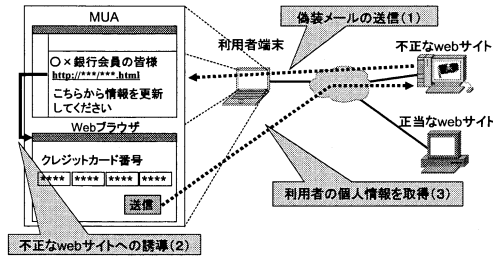 MUA
偽装メールの送信(1)
利用者端末
不正なwebサイト
○×銀行会員の皆様
http://***/***.html
こちらから情報を更新
してください
Webブラウザ
正当なwebサイト
クレジットカード番号
**** **** **** ****
送信
利用者の個人情報を取得(3)
不正なwebサイトへの誘導(2)